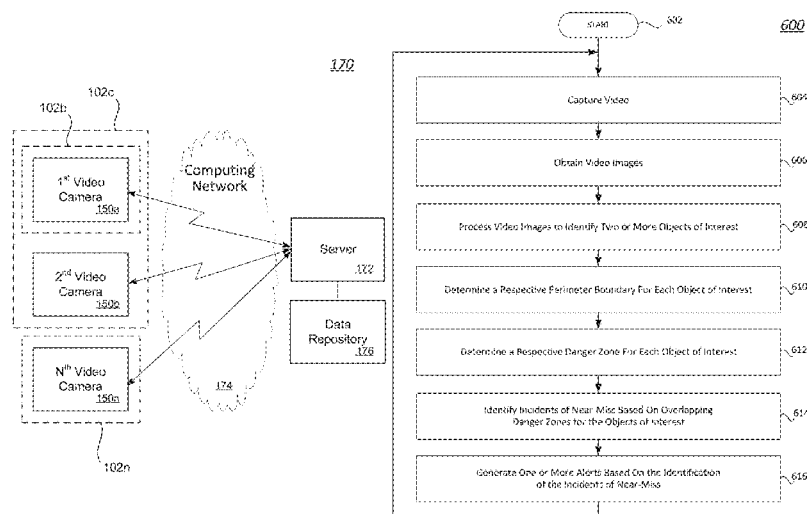 START
602
600
170
102c
102b
1st Video
Camera
150a
2nd Video
Camera
150b
Nth Video
Camera
150n
102n
Computing
Network
174
Server
172
Data
Repository
176
Capture Video
604
Obtain Video Images
606
Process Video Images to Identify Two or More Objects of Interest
608
Determine a Respective Perimeter Boundary For Each Object of Interest
610
Determine a Respective Danger Zone For Each Object of Interest
612
Identify Incidents of Near Miss Based On Overlapping
Danger Zones for the Objects of Interest
614
Generate One or More Alerts Based On the Identification
of the Incidents of Near-Miss
616